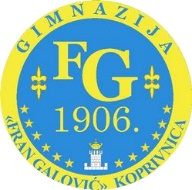 GIMNAZIJA
FG
1906.
«FRAN GALOVIĆ» KOPRIVNICA